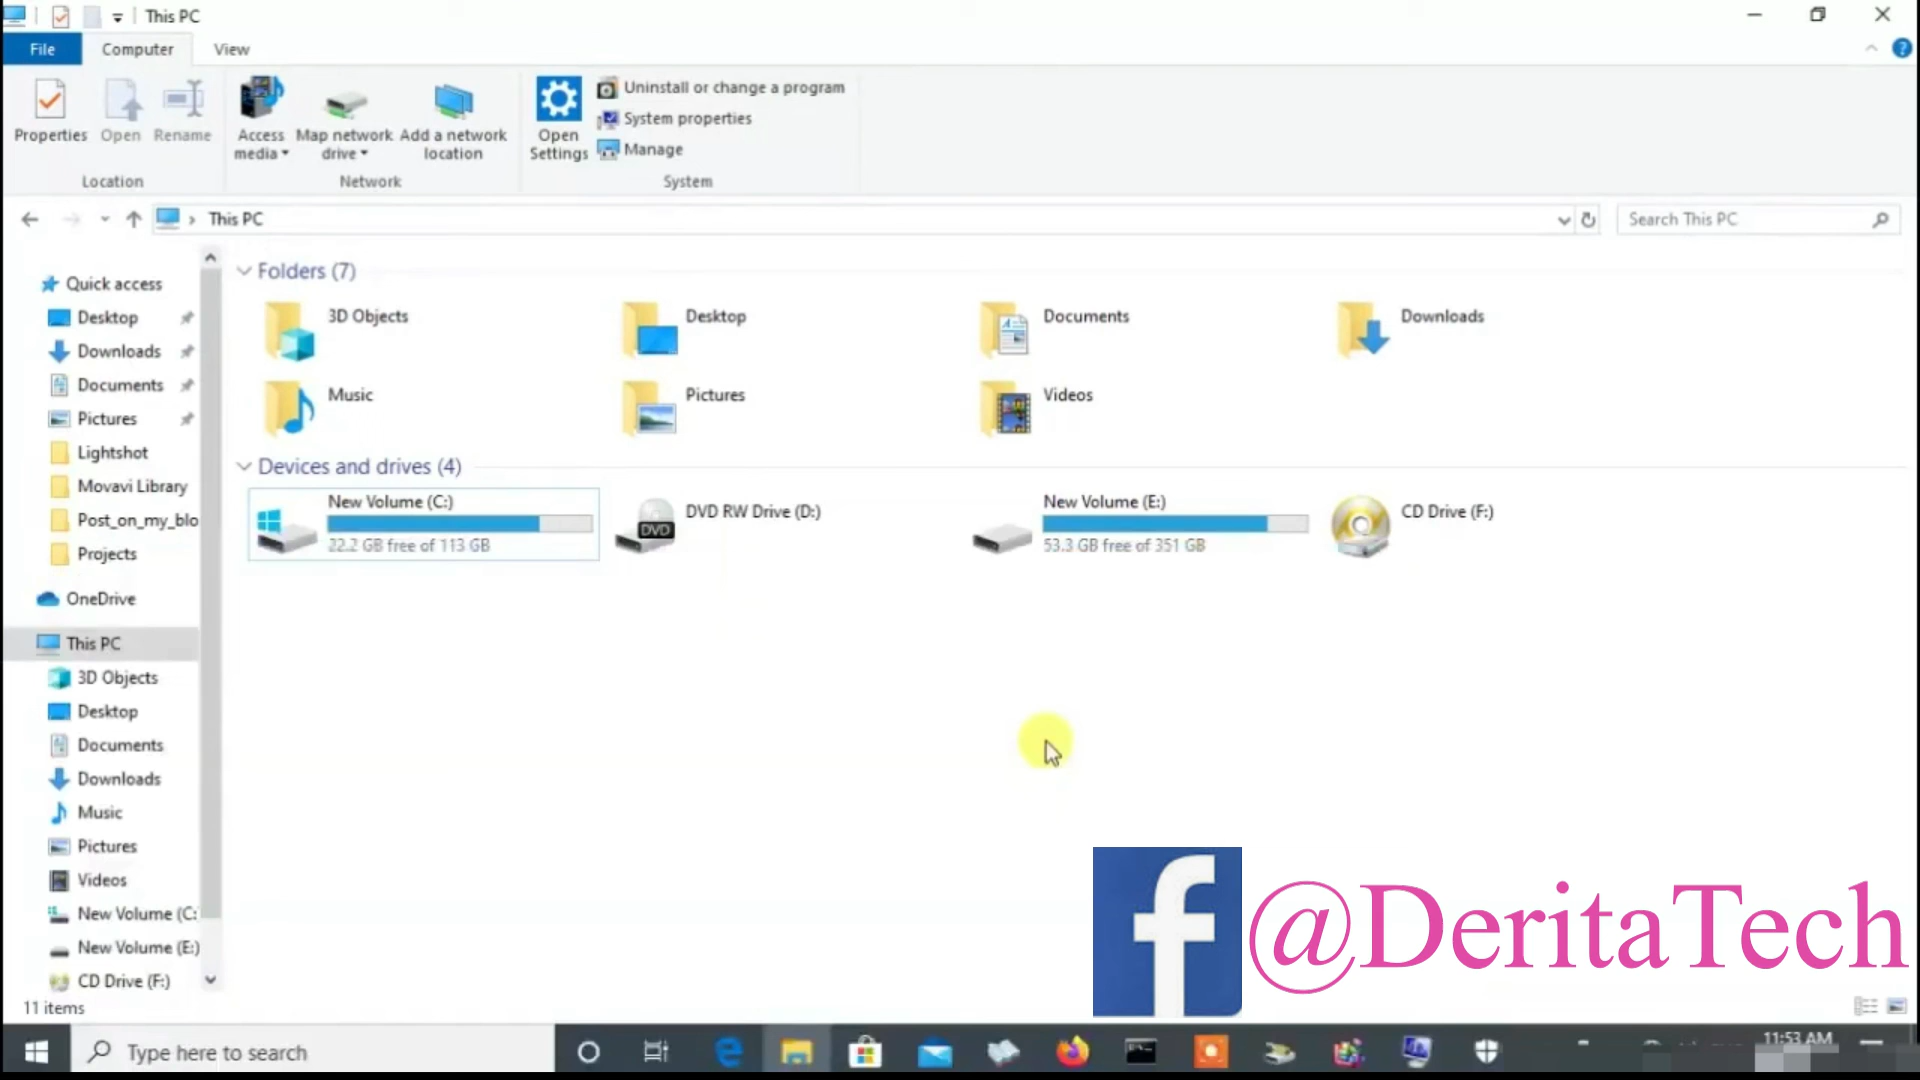 This PC
File
Computer
View
Properties
Open
Rename
Access media
Map network drive
Add a network location
Open Settings
Uninstall or change a program
System properties
Manage
Location
Network
System
This PC
Search This PC
Quick access
Desktop
Downloads
Documents
Pictures
Lightshot
Movavi Library
Post_on_my_blo
Projects
OneDrive
This PC
3D Objects
Desktop
Documents
Downloads
Music
Pictures
Videos
New Volume (C:
New Volume (E:)
CD Drive (F:)
Folders (7)
3D Objects
Desktop
Documents
Downloads
Music
Pictures
Videos
Devices and drives (4)
New Volume (C:)
22.2 GB free of 113 GB
DVD RW Drive (D:)
DVD
New Volume (E:)
53.3 GB free of 351 GB
CD Drive (F:)
f @DeritaTech
11 items
Type here to search
11:53 AM